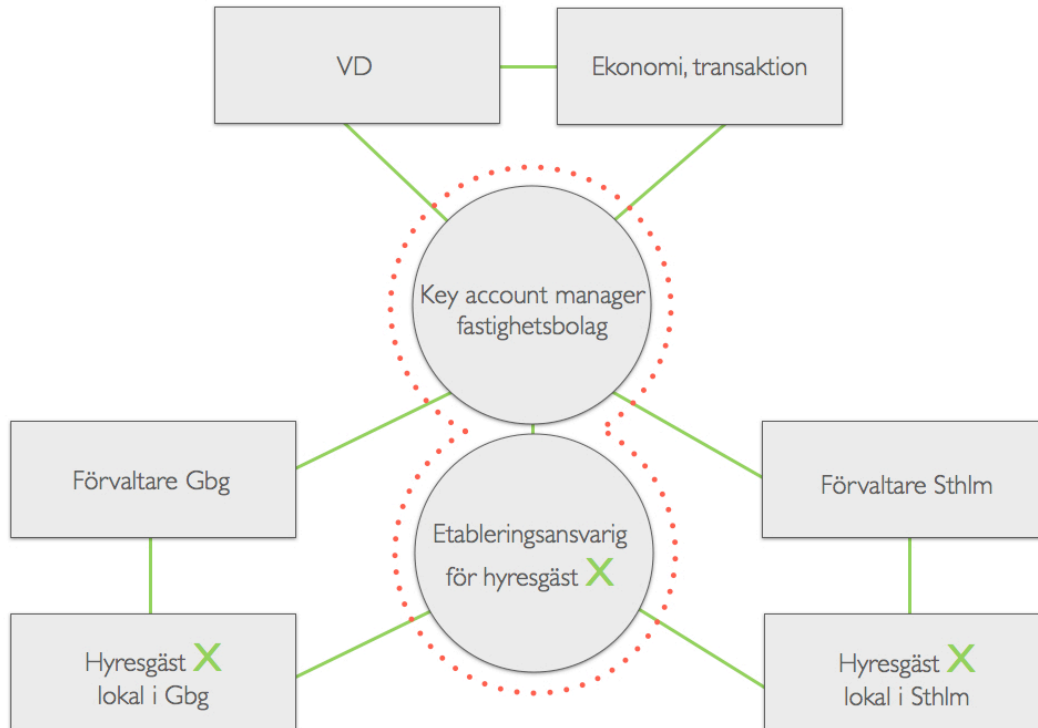 VD
Ekonomi, transaktion
Key account manager
fastighetsbolag
Förvaltare Gbg
Förvaltare Sthlm
Etableringsansvarig
för hyresgäst X
Hyresgäst X
lokal i Gbg
Hyresgäst X
lokal i Sthlm